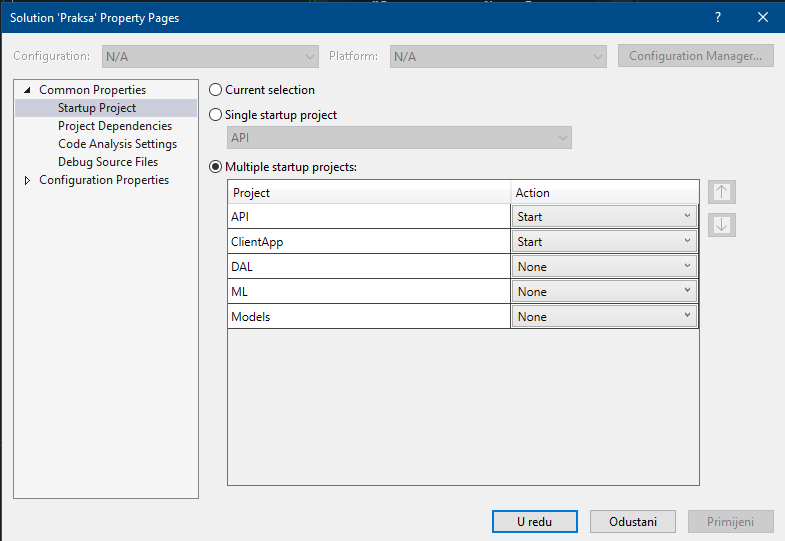 Solution 'Praksa' Property Pages
Configuration: N/A Platform: N/A Configuration Manager...
Common Properties
Startup Project
Project Dependencies
Code Analysis Settings
Debug Source Files
Configuration Properties
Current selection
Single startup project
API
Multiple startup projects:
Project Action
API Start
ClientApp Start
DAL None
ML None
Models None
U redu Odustani Primijeni